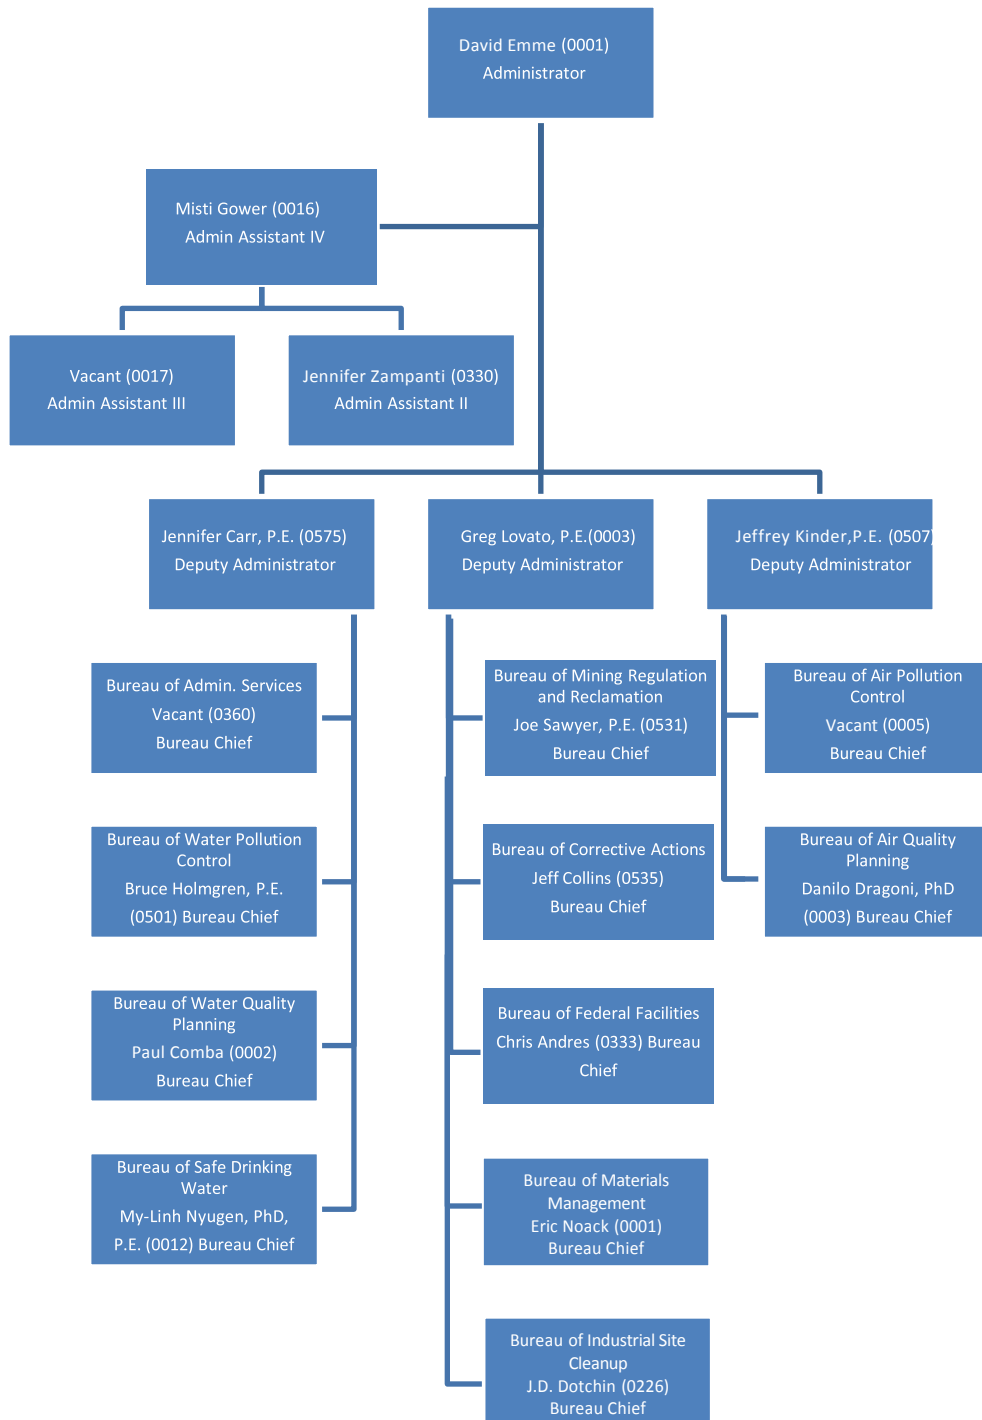 David Emme (0001)
Administrator
Misti Gower (0016)
Admin Assistant IV
Vacant (0017)
Admin Assistant III
Jennifer Zampanti (0330)
Admin Assistant II
Jennifer Carr, P.E. (0575)
Deputy Administrator
Greg Lovato, P.E.(0003)
Deputy Administrator
Jeffrey Kinder,P.E. (0507)
Deputy Administrator
Bureau of Admin. Services
Vacant (0360)
Bureau Chief
Bureau of Water Pollution
Control
Bruce Holmgren, P.E.
(0501) Bureau Chief
Bureau of Water Quality
Planning
Paul Comba (0002)
Bureau Chief
Bureau of Safe Drinking
Water
My-Linh Nyugen, PhD,
P.E. (0012) Bureau Chief
Bureau of Mining Regulation
and Reclamation
Joe Sawyer, P.E. (0531)
Bureau Chief
Bureau of Corrective Actions
Jeff Collins (0535)
Bureau Chief
Bureau of Federal Facilities
Chris Andres (0333) Bureau
Chief
Bureau of Materials
Management
Eric Noack (0001)
Bureau Chief
Bureau of Industrial Site
Cleanup
J.D. Dotchin (0226)
Bureau Chief
Bureau of Air Pollution
Control
Vacant (0005)
Bureau Chief
Bureau of Air Quality
Planning
Danilo Dragoni, PhD
(0003) Bureau Chief